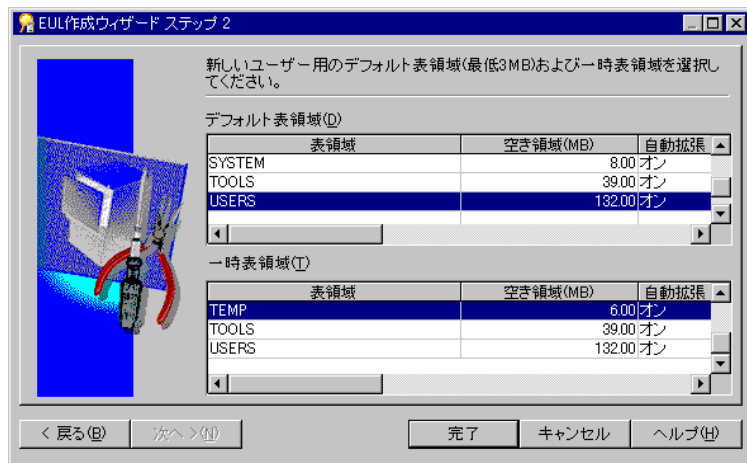 EUL作成ウィザード ステップ 2
新しいユーザー用のデフォルト表領域(最低3MB)および一時表領域を選択し
てください。
デフォルト表領域(D)
表領域 空き領域(MB) 自動拡張
SYSTEM 8.00 オン
TOOLS 39.00 オン
USERS 132.00 オン
一時表領域(T)
表領域 空き領域(MB) 自動拡張
TEMP 6.00 オン
TOOLS 39.00 オン
USERS 132.00 オン
< 戻る(B) 次へ >(N) 完了 キャンセル ヘルプ(H)